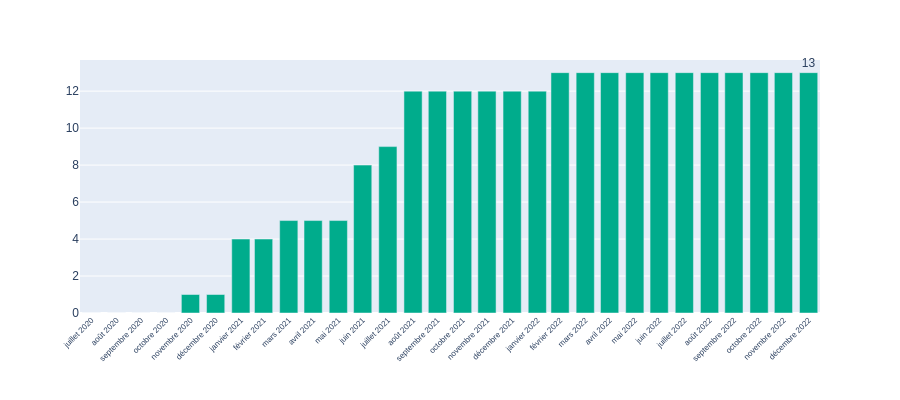 13
12
10
8
6
4
2
0
juillet 2020
août 2020
septembre 2020
octobre 2020
novembre 2020
décembre 2020
janvier 2021
février 2021
mars 2021
avril 2021
mai 2021
juin 2021
juillet 2021
août 2021
septembre 2021
octobre 2021
novembre 2021
décembre 2021
janvier 2022
février 2022
mars 2022
avril 2022
mai 2022
juin 2022
juillet 2022
août 2022
septembre 2022
octobre 2022
novembre 2022
décembre 2022